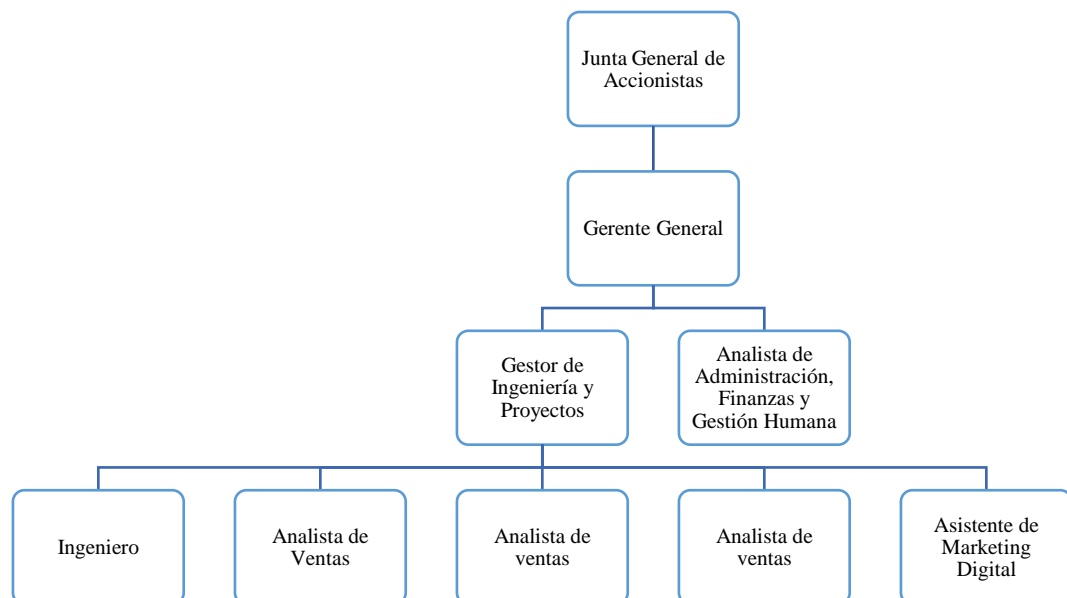 Junta General de
Accionistas
Gerente General
Gestor de
Ingeniería y
Proyectos
Analista de
Administración,
Finanzas y
Gestión Humana
Ingeniero
Analista de
Ventas
Analista de
ventas
Analista de
ventas
Asistente de
Marketing
Digital